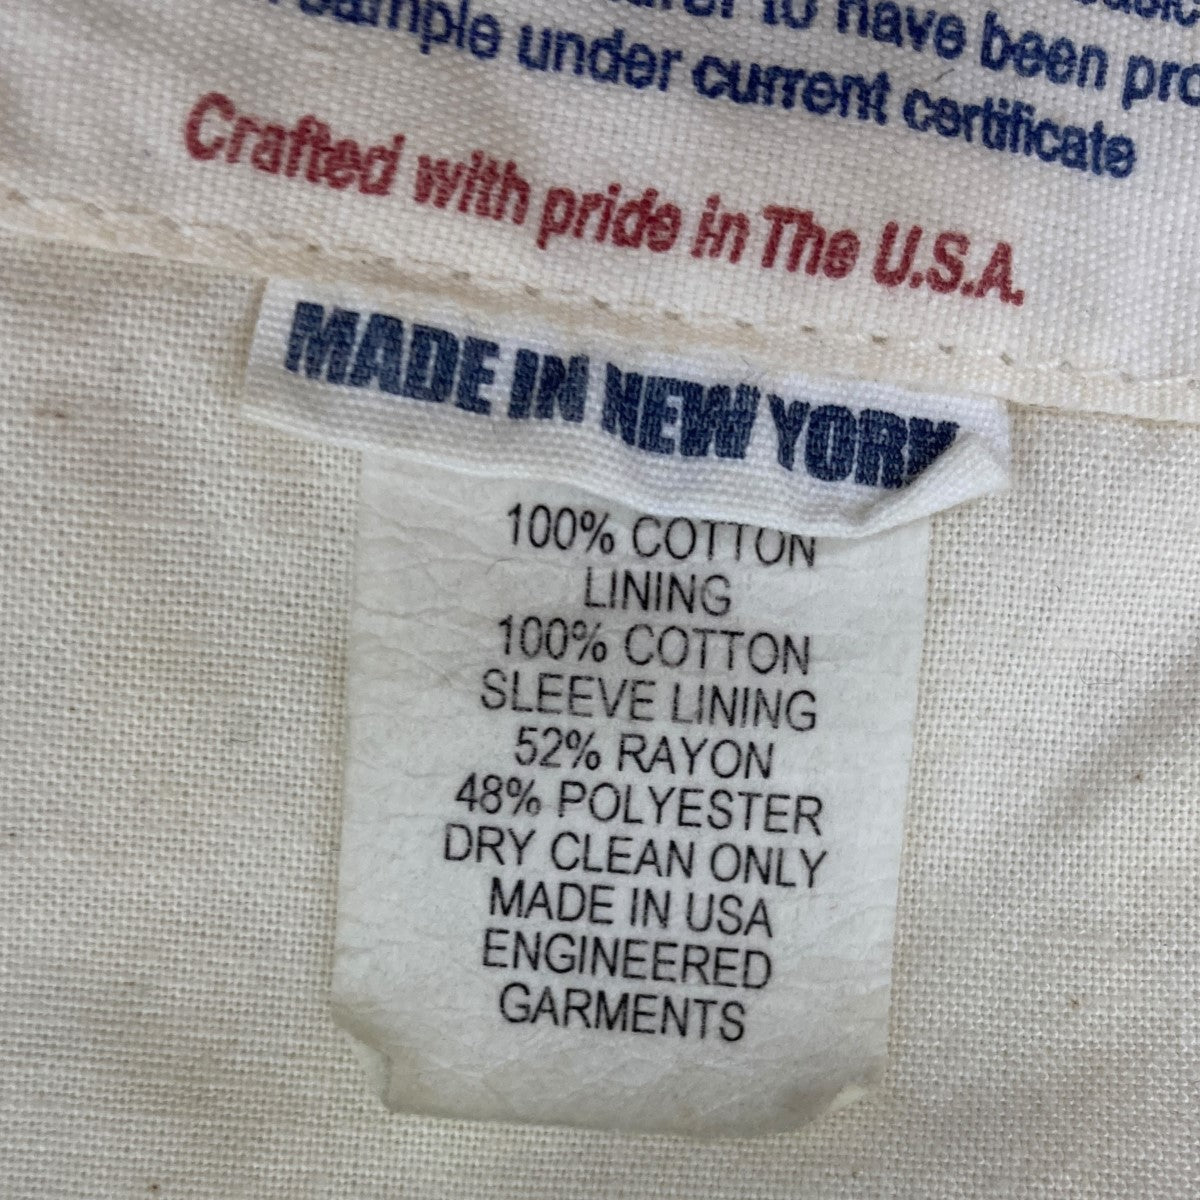 to have been
sample under current certificate
Crafted with pride in The U.S.A.
MADE IN NEW YORK
100% COTTON
LINING
100% COTTON
SLEEVE LINING
52% RAYON
48% POLYESTER
DRY CLEAN ONLY
MADE IN USA
ENGINEERED
GARMENTS